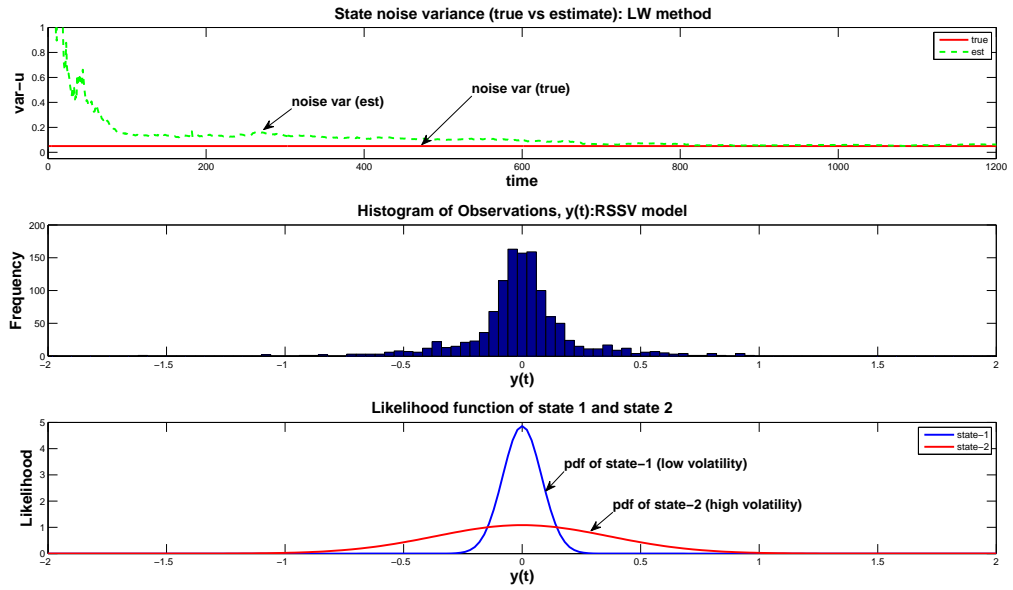 State noise variance (true vs estimate): LW method
var−u
1
0.8
0.6
0.4
0.2
0
true
est
noise var (est)
noise var (true)
0 200 400 600 800 1000 1200
time
Histogram of Observations, y(t):RSSV model
Frequency
200
150
100
50
0
−2 −1.5 −1 −0.5 0 0.5 1 1.5 2
y(t)
Likelihood function of state 1 and state 2
Likelihood
5
4
3
2
1
0
state−1
state−2
pdf of state−1 (low volatility)
pdf of state−2 (high volatility)
−2 −1.5 −1 −0.5 0 0.5 1 1.5 2
y(t)